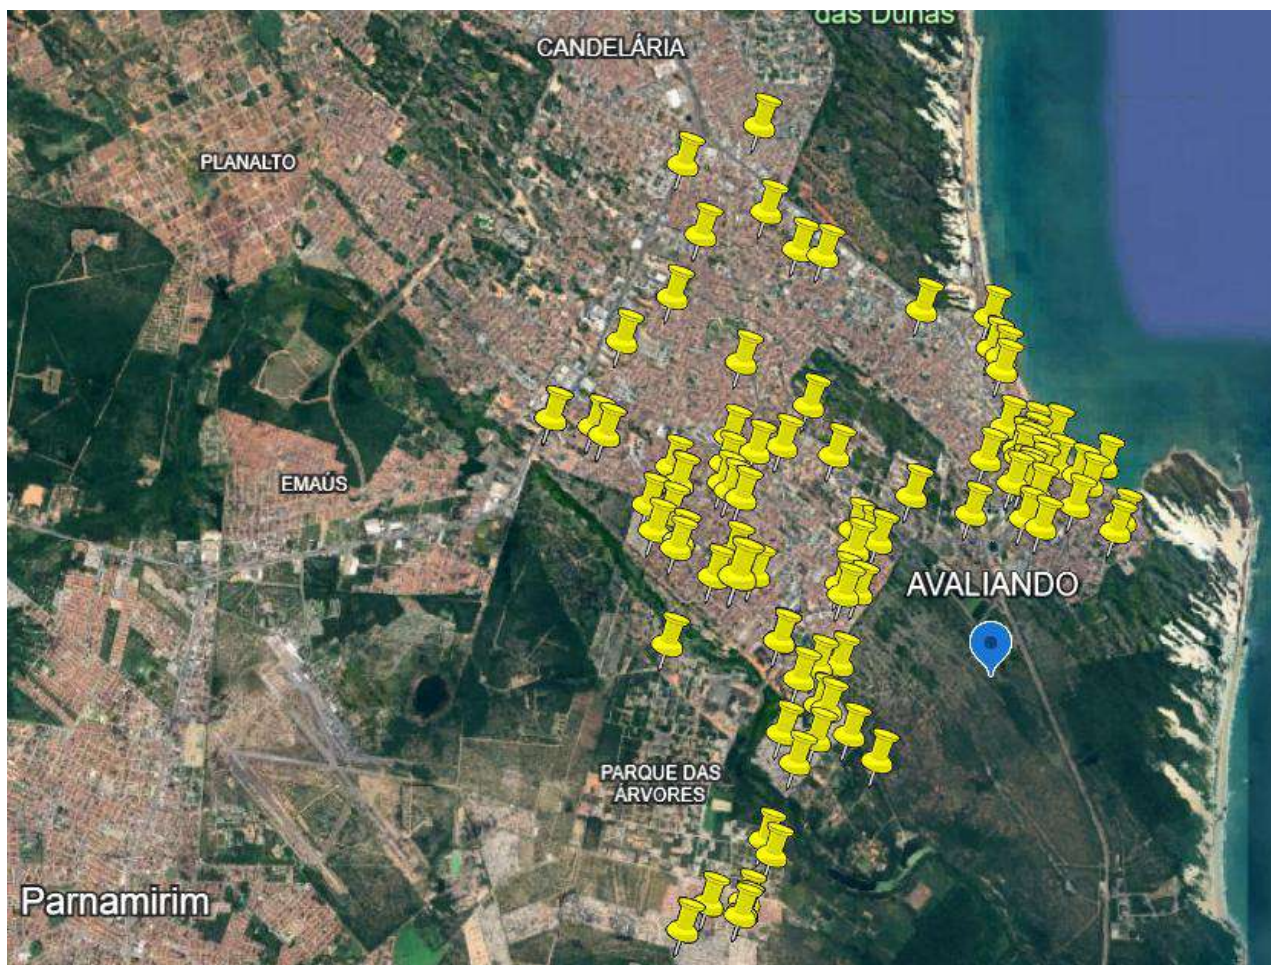 das Dunas
CANDELÁRIA
PLANALTO
EMAÚS
AVALIANDO
PARQUE DAS
ÁRVORES
Parnamirim